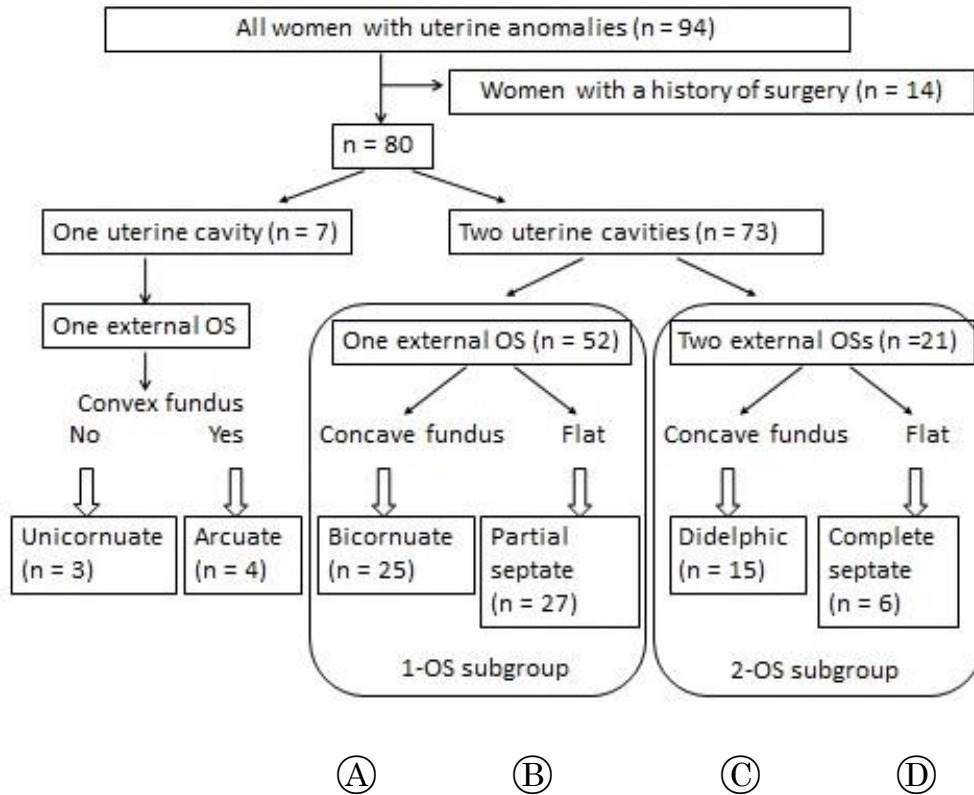 All women with uterine anomalies (n = 94)
Women with a history of surgery (n = 14)
n = 80
One uterine cavity (n = 7)
Two uterine cavities (n = 73)
One external OS
One external OS (n = 52)
Two external OSs (n =21)
Convex fundus
No Yes
Concave fundus Flat
Concave fundus Flat
Unicornuate
(n = 3)
Arcuate
(n = 4)
Bicornuate
(n = 25)
Partial
septate
(n = 27)
Didelphic
(n = 15)
Complete
septate
(n = 6)
1-OS subgroup
2-OS subgroup
Ⓐ Ⓑ Ⓒ Ⓓ